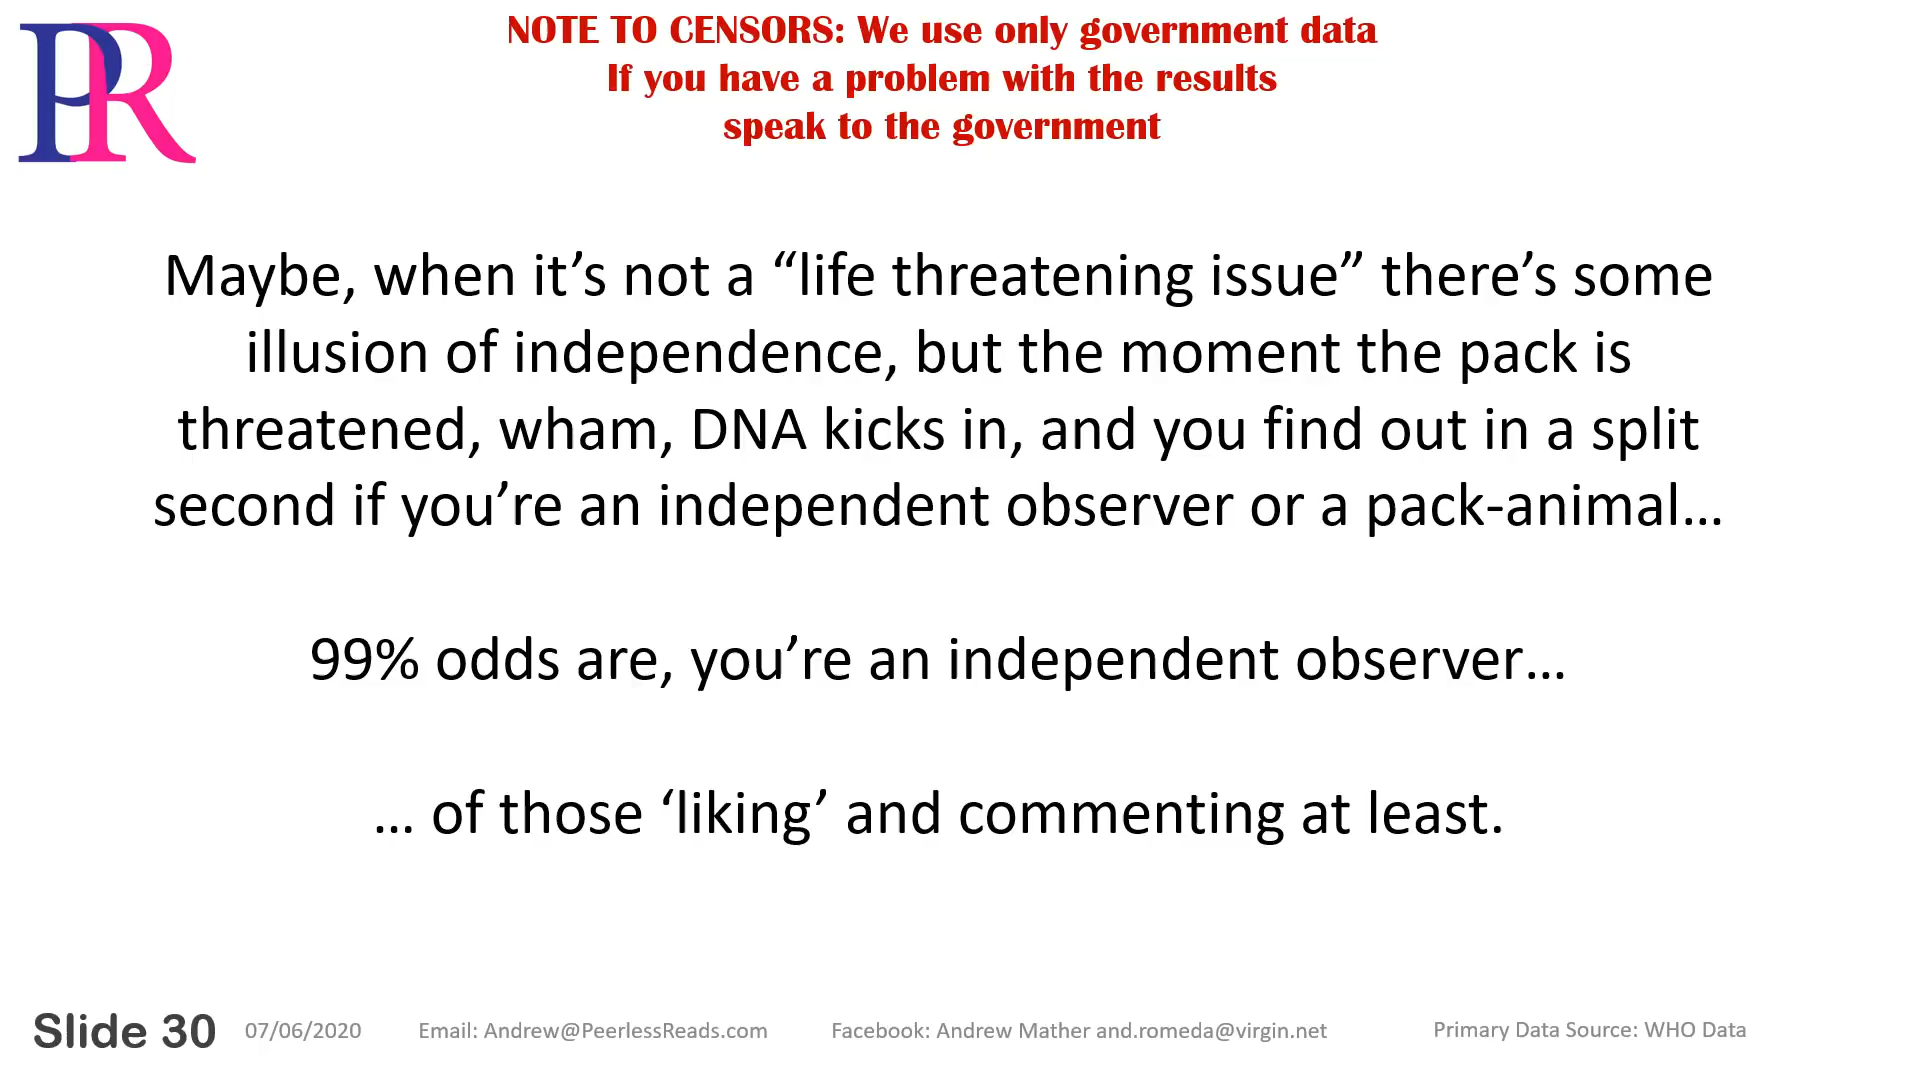 PR
NOTE TO CENSORS: We use only government data
If you have a problem with the results
speak to the government
Maybe, when it’s not a “life threatening issue” there’s some
illusion of independence, but the moment the pack is
threatened, wham, DNA kicks in, and you find out in a split
second if you’re an independent observer or a pack-animal…
99% odds are, you’re an independent observer…
… of those ‘liking’ and commenting at least.
Slide 30 07/06/2020 Email: Andrew@PeerlessReads.com Facebook: Andrew Mather and.romeda@virgin.net Primary Data Source: WHO Data